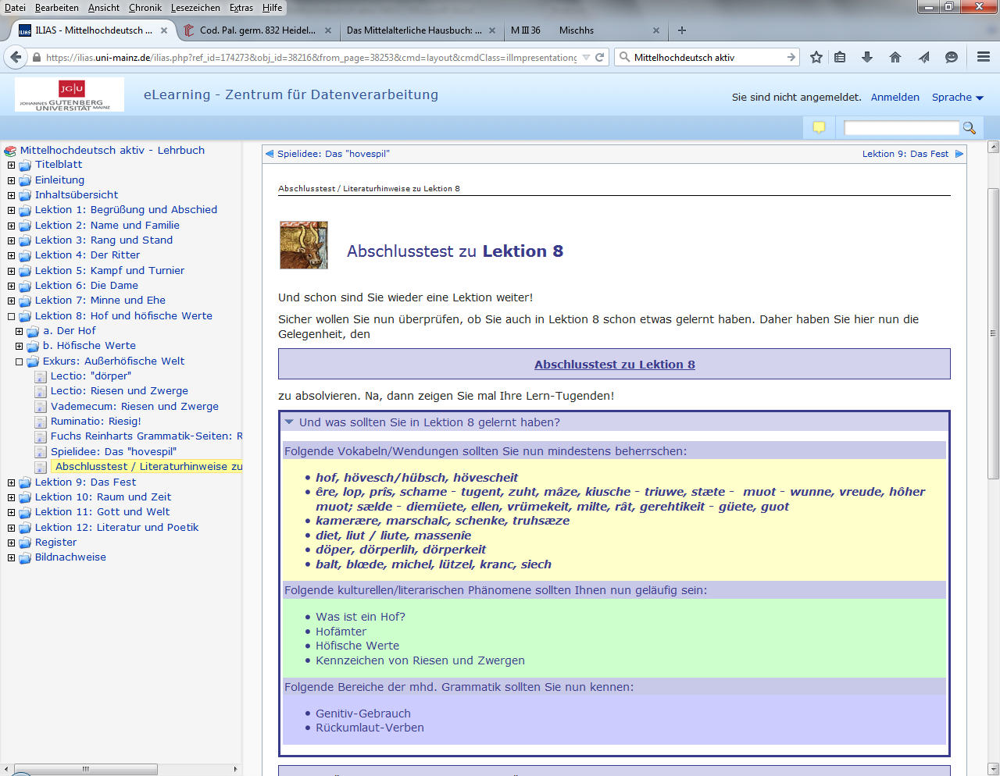 Datei Bearbeiten Ansicht Chronik Lesezeichen Extras Hilfe
ILIAS - Mittelhochdeutsch ... Cod. Pal. germ. 832 Heidel... Das Mittelalterliche Hausbuch: ... M III 36 Mischhs
https://ilias.uni-mainz.de/ilias.php?ref_id=174273&obj_id=38216&from_page=38253&cmd=layout&cmdClass=illmpresentationg Mittelhochdeutsch aktiv
JG|U
JOHANNES GUTENBERG
UNIVERSITÄT MAINZ
eLearning - Zentrum für Datenverarbeitung
Sie sind nicht angemeldet. Anmelden Sprache
Mittelhochdeutsch aktiv - Lehrbuch
Titelblatt
Einleitung
Inhaltsübersicht
Lektion 1: Begrüßung und Abschied
Lektion 2: Name und Familie
Lektion 3: Rang und Stand
Lektion 4: Der Ritter
Lektion 5: Kampf und Turnier
Lektion 6: Die Dame
Lektion 7: Minne und Ehe
Lektion 8: Hof und höfische Werte
a. Der Hof
b. Höfische Werte
Exkurs: Außerhöfische Welt
Lectio: "dörper"
Lectio: Riesen und Zwerge
Vademecum: Riesen und Zwerge
Ruminatio: Riesig!
Fuchs Reinharts Grammatik-Seiten: R
Spielidee: Das "hovespil"
Abschlusstest / Literaturhinweise zu
Lektion 9: Das Fest
Lektion 10: Raum und Zeit
Lektion 11: Gott und Welt
Lektion 12: Literatur und Poetik
Register
Bildnachweise
Spielidee: Das "hovespil" Lektion 9: Das Fest
Abschlusstest / Literaturhinweise zu Lektion 8
Abschlusstest zu Lektion 8
Und schon sind Sie wieder eine Lektion weiter!
Sicher wollen Sie nun überprüfen, ob Sie auch in Lektion 8 schon etwas gelernt haben. Daher haben Sie hier nun die
Gelegenheit, den
Abschlusstest zu Lektion 8
zu absolvieren. Na, dann zeigen Sie mal Ihre Lern-Tugenden!
Und was sollten Sie in Lektion 8 gelernt haben?
Folgende Vokabeln/Wendungen sollten Sie nun mindestens beherrschen:
• hof, hövesch/hübsch, hövescheit
• êre, lop, prîs, schame - tugent, zuht, mâze, kiusche - triuwe, stæte - muot - wunne, vreude, hôher
muot; sælde - diemüete, ellen, vrümekeit, milte, rât, gerehtikeit - güete, guot
• kameræere, marschalc, schenke, truhsæze
• diet, liut / liute, massenîe
• döper, dörperlih, dörperkeit
• balt, blœde, michel, lützel, kranc, siech
Folgende kulturellen/literarischen Phänomene sollten Ihnen nun geläufig sein:
• Was ist ein Hof?
• Hofämter
• Höfische Werte
• Kennzeichen von Riesen und Zwergen
Folgende Bereiche der mhd. Grammatik sollten Sie nun kennen:
• Genitiv-Gebrauch
• Rückumlaut-Verben